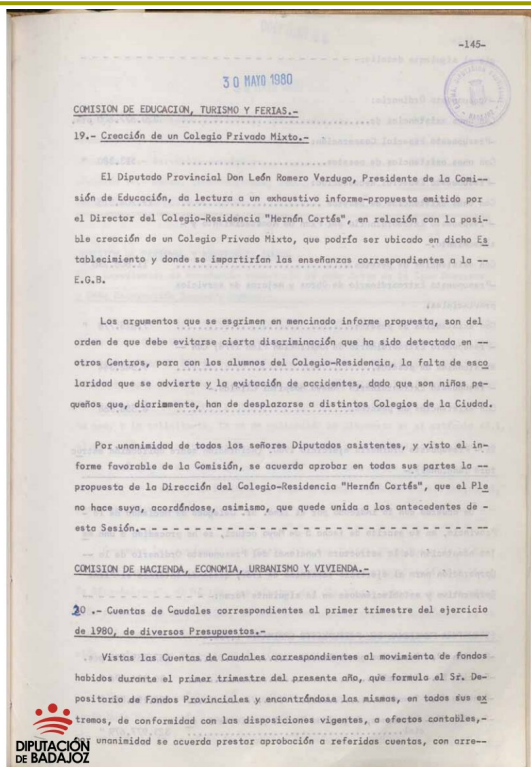 -145-
30 MAYO 1980
COMISION DE EDUCACION, TURISMO Y FERIAS.-
19.- Creación de un Colegio Privado Mixto.-
El Diputado Provincial Don León Romero Verdugo, Presidente de la Comi--
sión de Educación, da lectura a un exhaustivo informe-propuesta emitido por
el Director del Colegio-Residencia "Hernán Cortés", en relación con la posi-
ble creación de un Colegio Privado Mixto, que podría ser ubicado en dicho Es
tablecimiento y donde se impartirían las enseñanzas correspondientes a la --
E.G.B.
Los argumentos que se esgrimen en mencionado informe propuesta, son del
orden de que debe evitarse cierta discriminación que ha sido detectada en --
otros Centros, para con los alumnos del Colegio-Residencia, la falta de esco
laridad que se advierte y la evitación de accidentes, dado que son niños pe-
queños que, diariamente, han de desplazarse a distintos Colegios de la Ciudad.
Por unanimidad de todos los señores Diputados asistentes, y visto el in-
forme favorable de la Comisión, se acuerda aprobar en todas sus partes la --
propuesta de la Dirección del Colegio-Residencia "Hernán Cortés", que el Ple
no hace suya, acordándose, asimismo, que quede unida a los antecedentes de -
esta Sesión.- - - - - - - - - - - - - - - - - - - - - - - - - - - - - - -
COMISION DE HACIENDA, ECONOMIA, URBANISMO Y VIVIENDA.-
20 .- Cuentas de Caudales correspondientes al primer trimestre del ejercicio
de 1980, de diversos Presupuestos.-
Vistas las Cuentas de Caudales correspondientes al movimiento de fondos
habidos durante el primer trimestre del presente año, que formula el Sr. De-
positario de Fondos Provinciales y encontrándose las mismas, en todos sus ex
tremos, de conformidad con las disposiciones vigentes, a efectos contables,-
por unanimidad se acuerda prestar aprobación a referidas cuentas, con arre--
DIPUTACIÓN
DE BADAJOZ